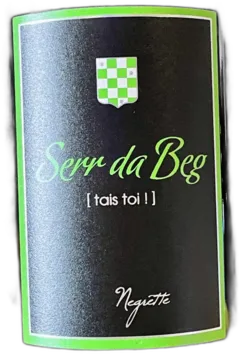 Serr da Beg
[ tais toi ! ]
Negrette